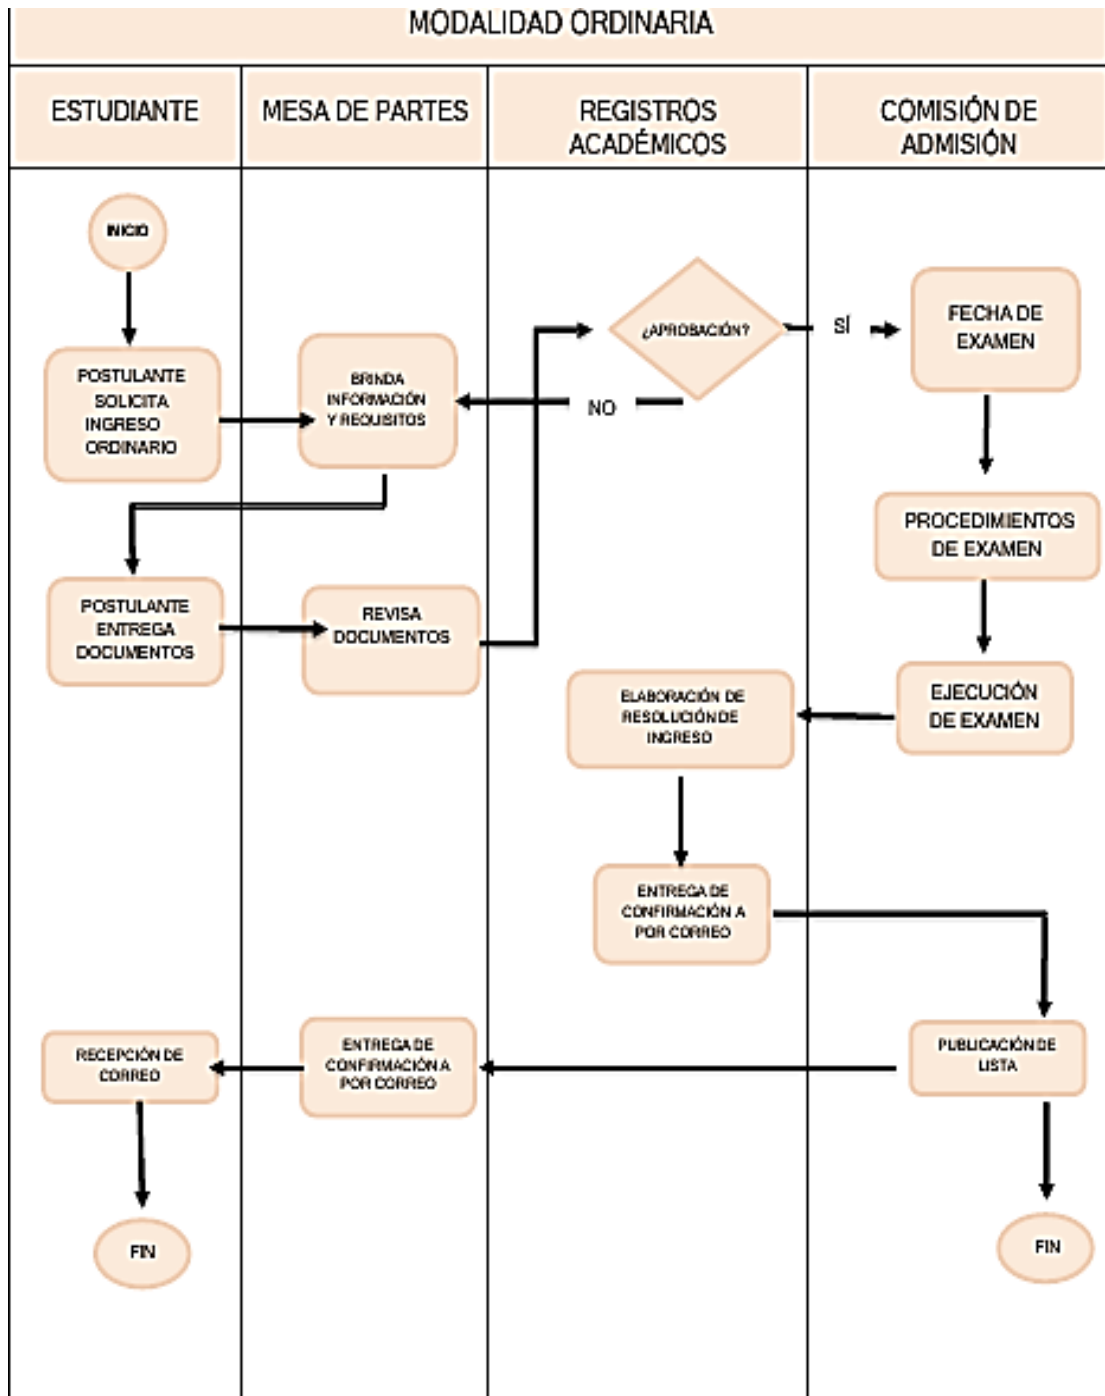 MODALIDAD ORDINARIA
ESTUDIANTE
MESA DE PARTES
REGISTROS
ACADÉMICOS
COMISIÓN DE
ADMISIÓN
INICIO
POSTULANTE
SOLICITA
INGRESO
ORDINARIO
BRINDA
INFORMACIÓN
Y REQUISITOS
¿APROBACIÓN?
SÍ
NO
FECHA DE
EXAMEN
PROCEDIMIENTOS
DE EXAMEN
POSTULANTE
ENTREGA
DOCUMENTOS
REVISA
DOCUMENTOS
EJECUCIÓN
DE EXAMEN
ELABORACIÓN DE
RESOLUCIÓN DE
INGRESO
ENTREGA DE
CONFIRMACIÓN A
POR CORREO
PUBLICACIÓN DE
LISTA
ENTREGA DE
CONFIRMACIÓN A
POR CORREO
RECEPCIÓN DE
CORREO
FIN
FIN